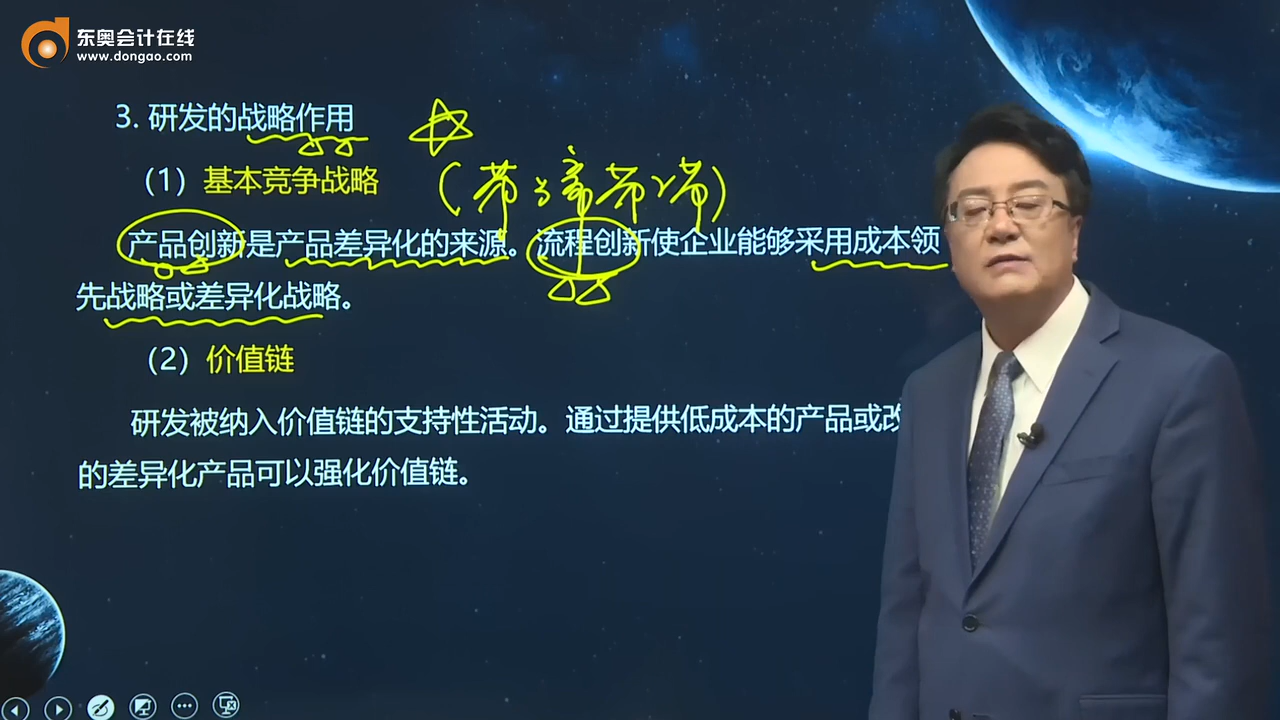 东奥会计在线
www.dongao.com
3. 研发的战略作用
（1）基本竞争战略
产品创新是产品差异化的来源。流程创新使企业能够采用成本领
先战略或差异化战略。
（2）价值链
研发被纳入价值链的支持性活动。通过提供低成本的产品或改
的差异化产品可以强化价值链。